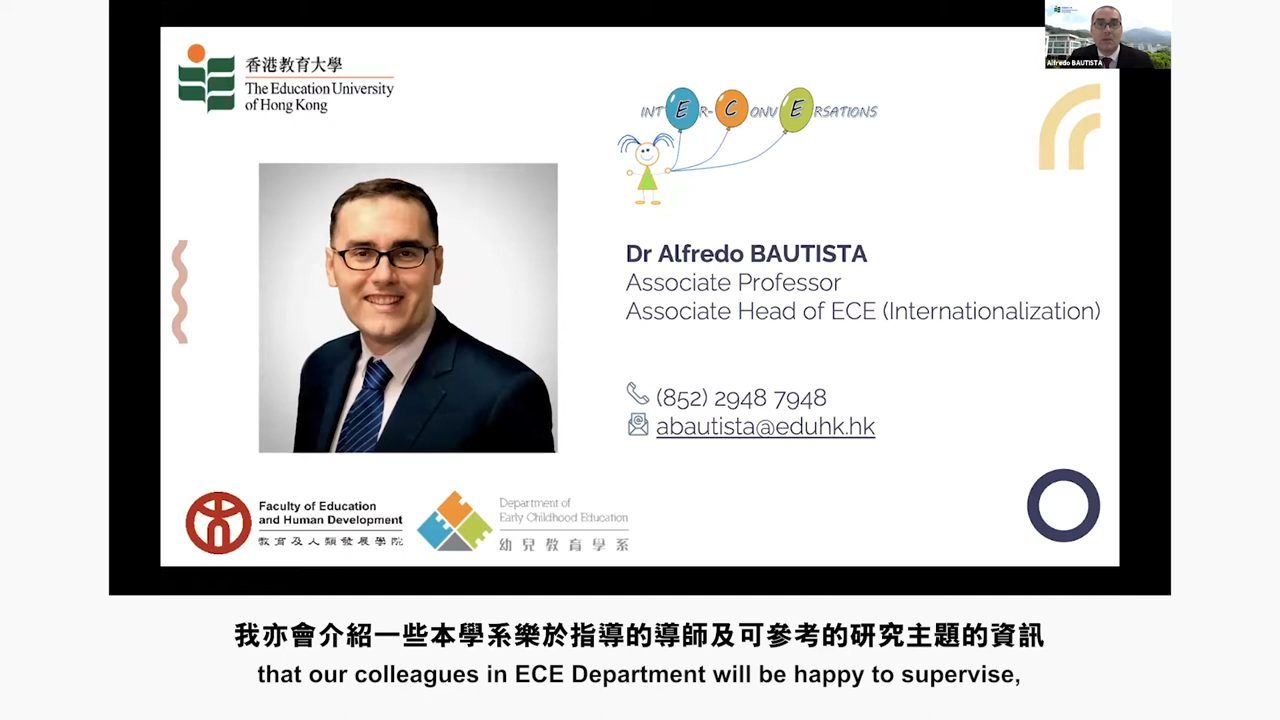 香港教育大學
The Education University
of Hong Kong
INTER-CONVERSATIONS
Alfredo BAUTISTA
Dr Alfredo BAUTISTA
Associate Professor
Associate Head of ECE (Internationalization)
(852) 2948 7948
abautista@eduhk.hk
Faculty of Education
and Human Development
教育及人類發展學院
Department of
Early Childhood Education
幼兒教育學系
我亦會介紹一些本學系樂於指導的導師及可參考的研究主題的資訊
that our colleagues in ECE Department will be happy to supervise,